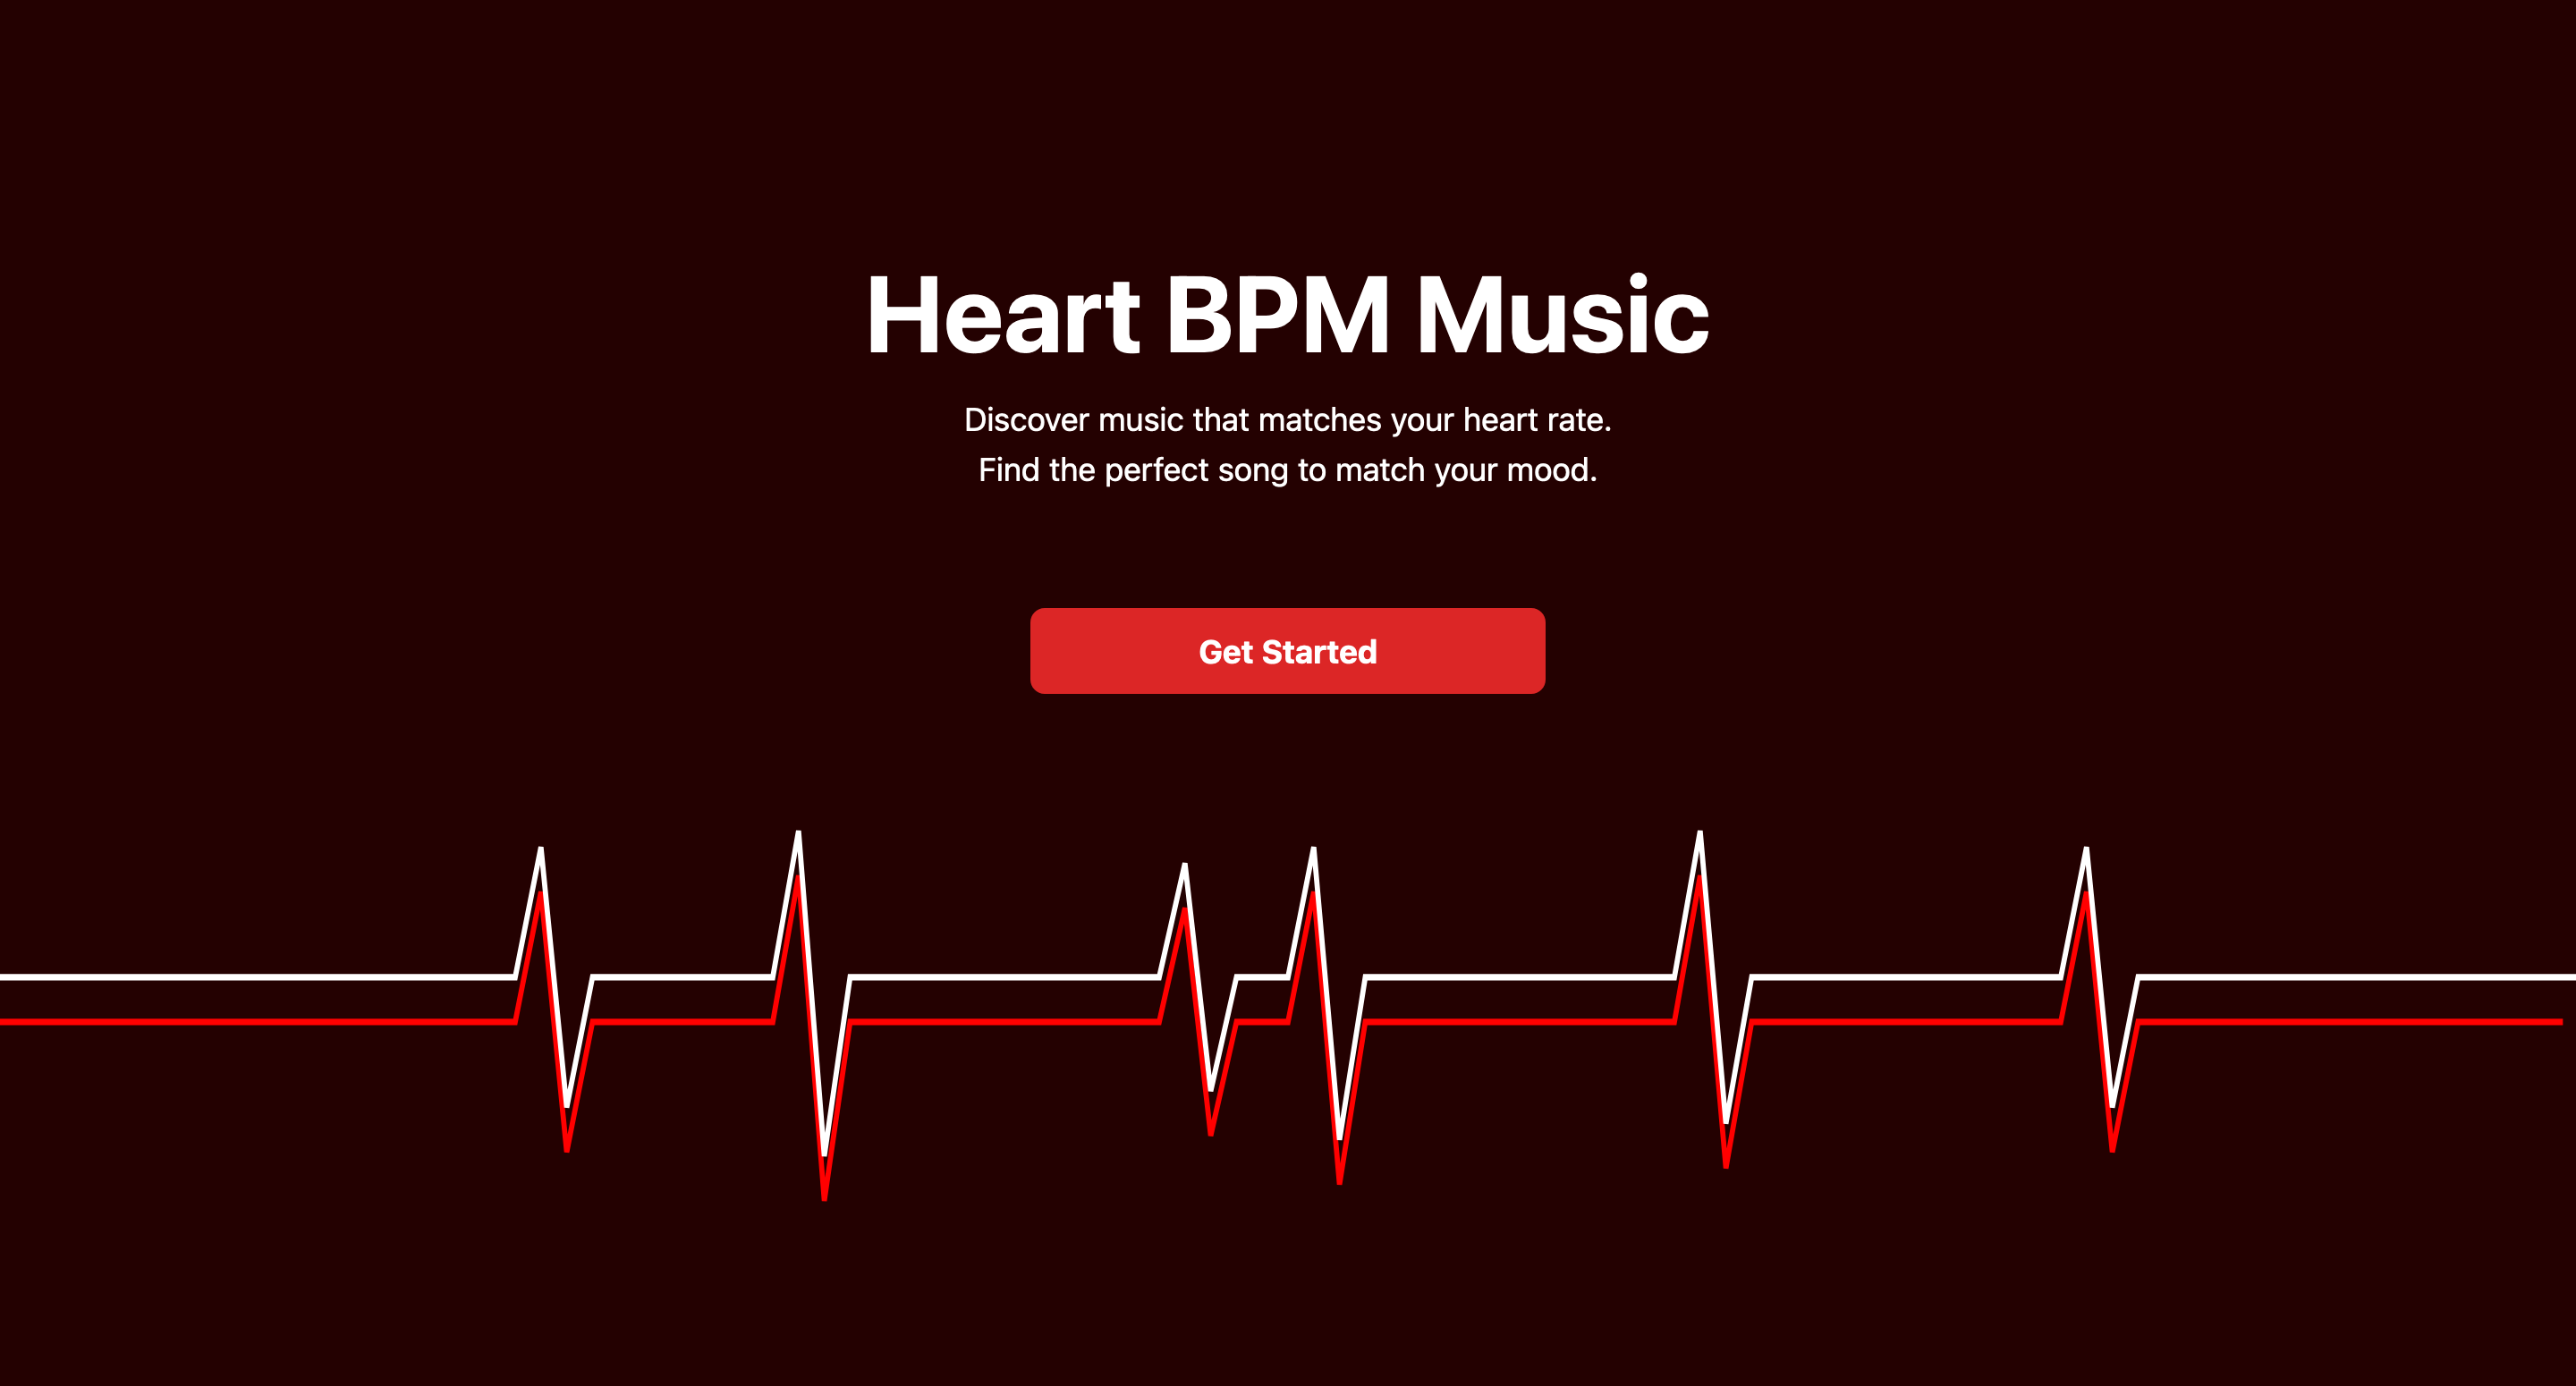 Heart BPM Music
Discover music that matches your heart rate.
Find the perfect song to match your mood.
Get Started